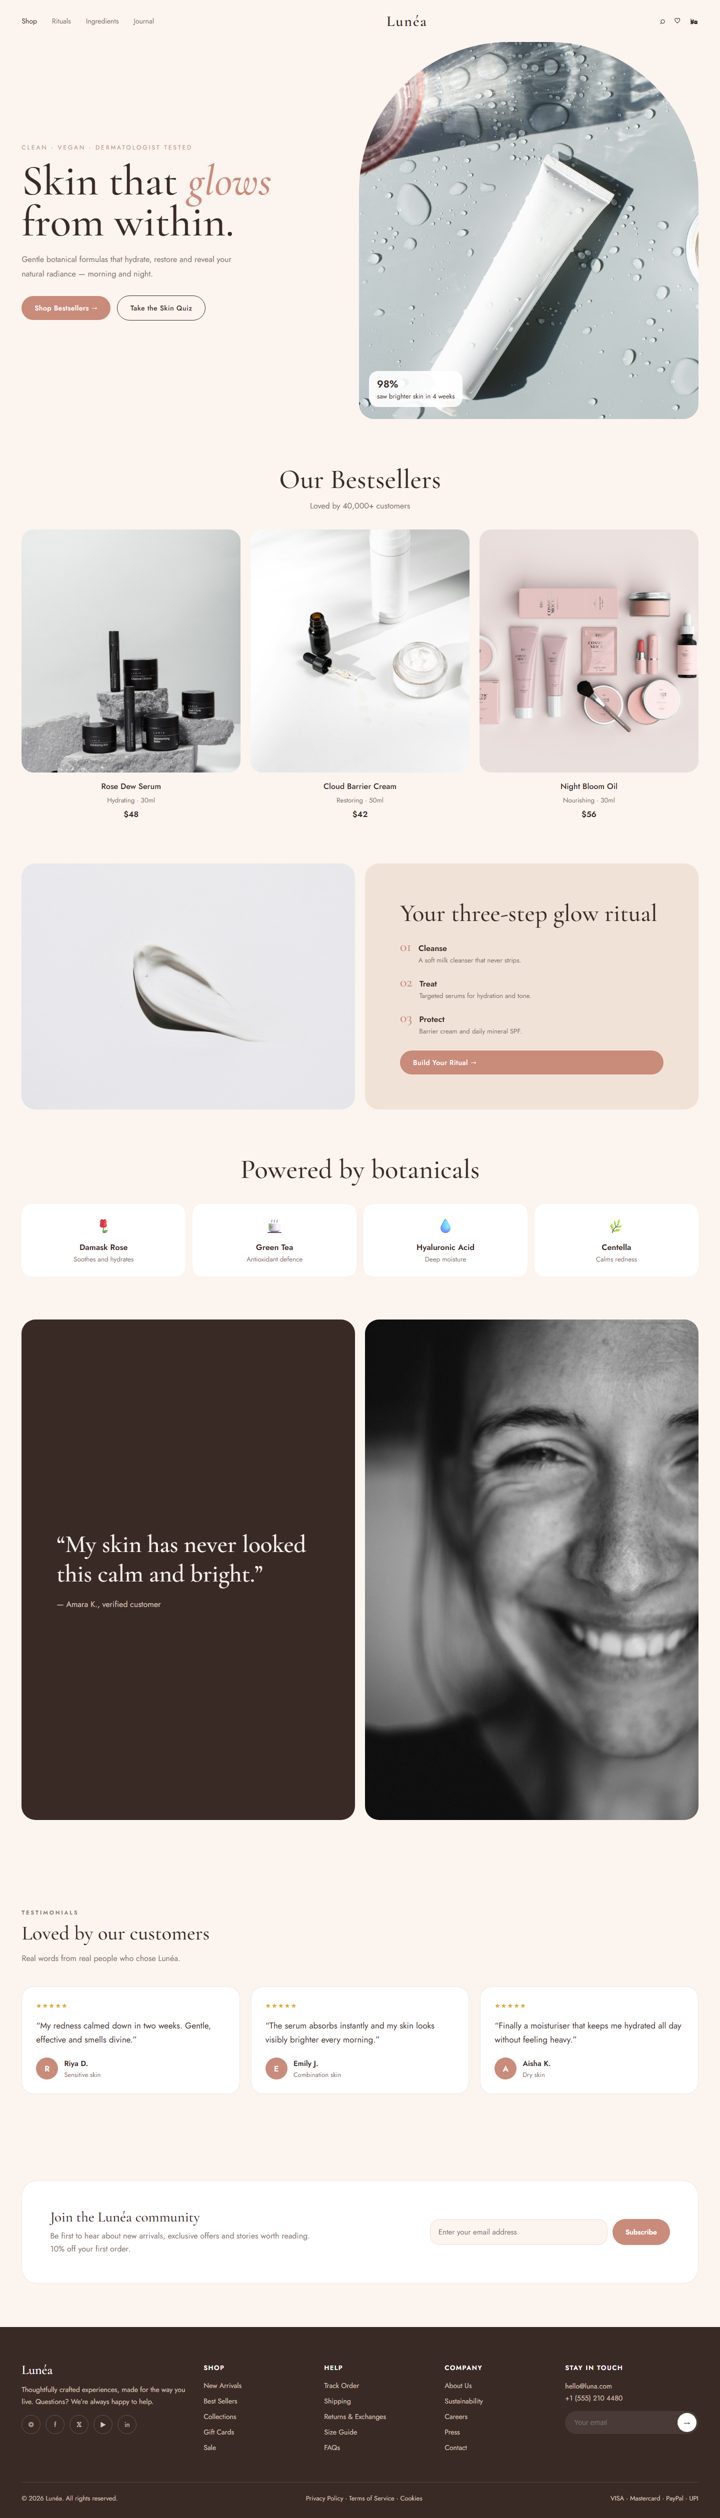 Shop Rituals Ingredients Journal
Lunéa
CLEAN · VEGAN · DERMATOLOGIST TESTED
Skin that glows
from within.
Gentle botanical formulas that hydrate, restore and reveal your
natural radiance — morning and night.
Shop Bestsellers →
Take the Skin Quiz
98%
saw brighter skin in 4 weeks
Our Bestsellers
Loved by 40,000+ customers
Rose Dew Serum
Hydrating · 30ml
$48
Cloud Barrier Cream
Restoring · 50ml
$42
Night Bloom Oil
Nourishing · 30ml
$56
Your three-step glow ritual
01 Cleanse
A soft milk cleanser that never strips.
02 Treat
Targeted serums for hydration and tone.
03 Protect
Barrier cream and daily mineral SPF.
Build Your Ritual →
Powered by botanicals
Damask Rose
Soothes and hydrates
Green Tea
Antioxidant defence
Hyaluronic Acid
Deep moisture
Centella
Calms redness
“My skin has never looked
this calm and bright.”
— Amara K., verified customer
TESTIMONIALS
Loved by our customers
Real words from real people who chose Lunéa.
★★★★★
“My redness calmed down in two weeks. Gentle,
effective and smells divine.”
R
Riya D.
Sensitive skin
★★★★★
“The serum absorbs instantly and my skin looks
visibly brighter every morning.”
E
Emily J.
Combination skin
★★★★★
“Finally a moisturiser that keeps me hydrated all day
without feeling heavy.”
A
Aisha K.
Dry skin
Join the Lunéa community
Be first to hear about new arrivals, exclusive offers and stories worth reading.
10% off your first order.
Enter your email address
Subscribe
Lunéa
Thoughtfully crafted experiences, made for the way you
live. Questions? We're always happy to help.
f 𝕏 ▶ in
SHOP
New Arrivals
Best Sellers
Collections
Gift Cards
Sale
HELP
Track Order
Shipping
Returns & Exchanges
Size Guide
FAQs
COMPANY
About Us
Sustainability
Careers
Press
Contact
STAY IN TOUCH
hello@luna.com
+1 (555) 210 4480
Your email
→
© 2026 Lunéa. All rights reserved.
Privacy Policy · Terms of Service · Cookies
VISA · Mastercard · PayPal · UPI